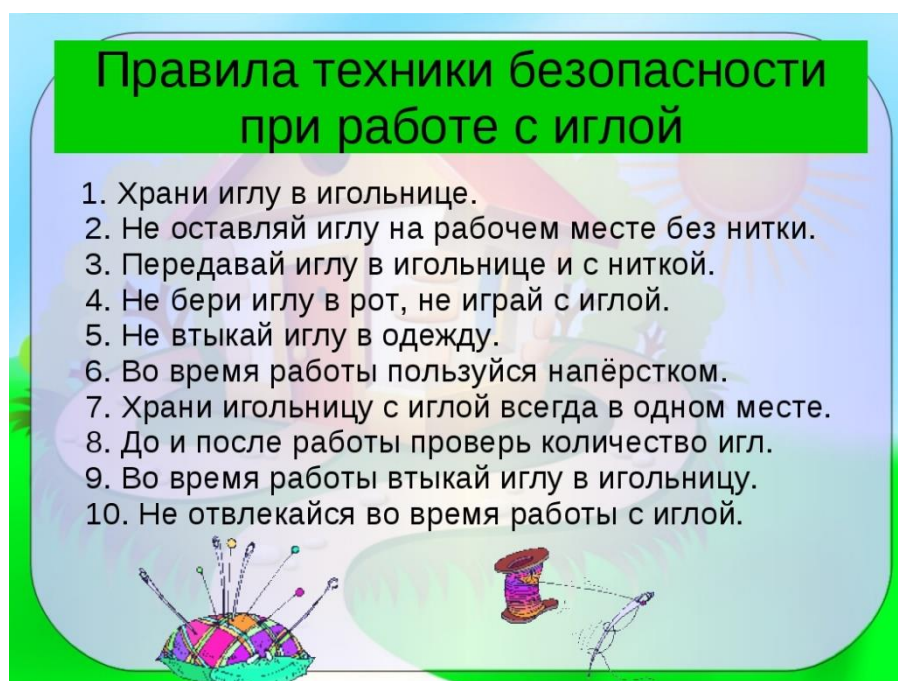 Правила техники безопасности
при работе с иглой
1. Храни иглу в игольнице.
2. Не оставляй иглу на рабочем месте без нитки.
3. Передавай иглу в игольнице и с ниткой.
4. Не бери иглу в рот, не играй с иглой.
5. Не втыкай иглу в одежду.
6. Во время работы пользуйся напёрстком.
7. Храни игольницу с иглой всегда в одном месте.
8. До и после работы проверь количество игл.
9. Во время работы втыкай иглу в игольницу.
10. Не отвлекайся во время работы с иглой.